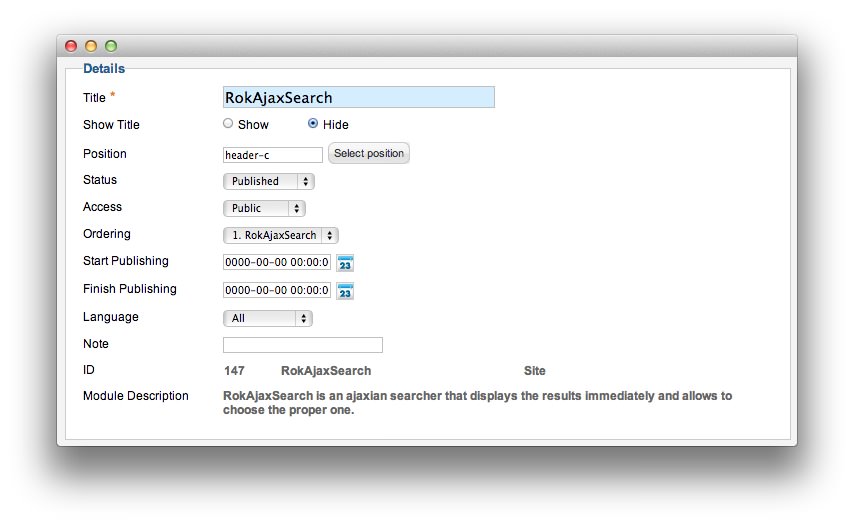 Details
Title *
RokAjaxSearch
Show Title Show Hide
Position header-c Select position
Status Published
Access Public
Ordering 1. RokAjaxSearch
Start Publishing 0000-00-00 00:00:0 23
Finish Publishing 0000-00-00 00:00:0 23
Language All
Note
ID 147 RokAjaxSearch Site
Module Description RokAjaxSearch is an ajaxian searcher that displays the results immediately and allows to
choose the proper one.